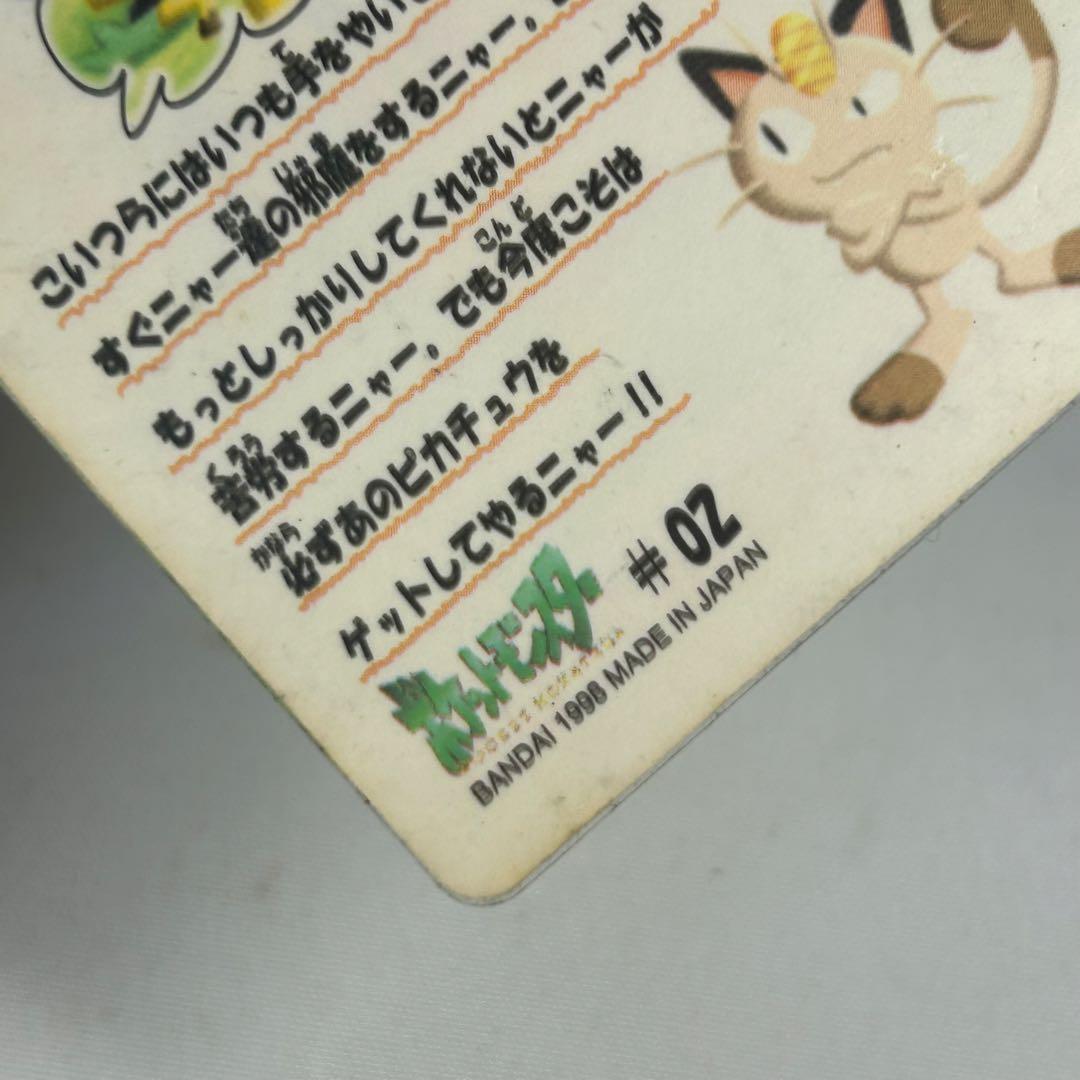 こいつらにはいつも手をやい
すぐニャー達の邪魔をするニャー。
もっとしっかりしてくれないとニャーが
苦労するニャー。でも今度こそは
必ずあのピカチュウを
ゲットしてやるニャー!!
ポケットモンスター
#02
BANDAI 1998 MADE IN JAPAN